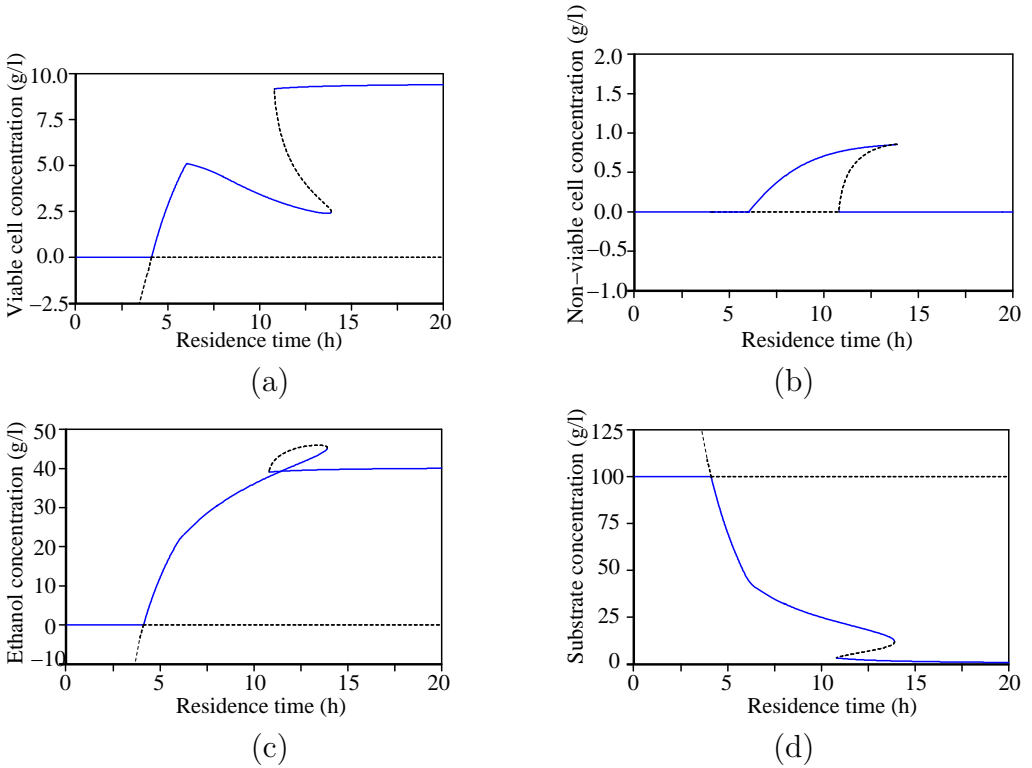 Viable cell concentration (g/l)
10.0
7.5
5.0
2.5
0.0
−2.5
0 5 10 15 20
Residence time (h)
(a)
Non−viable cell concentration (g/l)
2.0
1.5
1.0
0.5
0.0
−0.5
−1.0
0 5 10 15 20
Residence time (h)
(b)
Ethanol concentration (g/l)
50
40
30
20
10
0
−10
0 5 10 15 20
Residence time (h)
(c)
Substrate concentration (g/l)
125
100
75
50
25
0
0 5 10 15 20
Residence time (h)
(d)